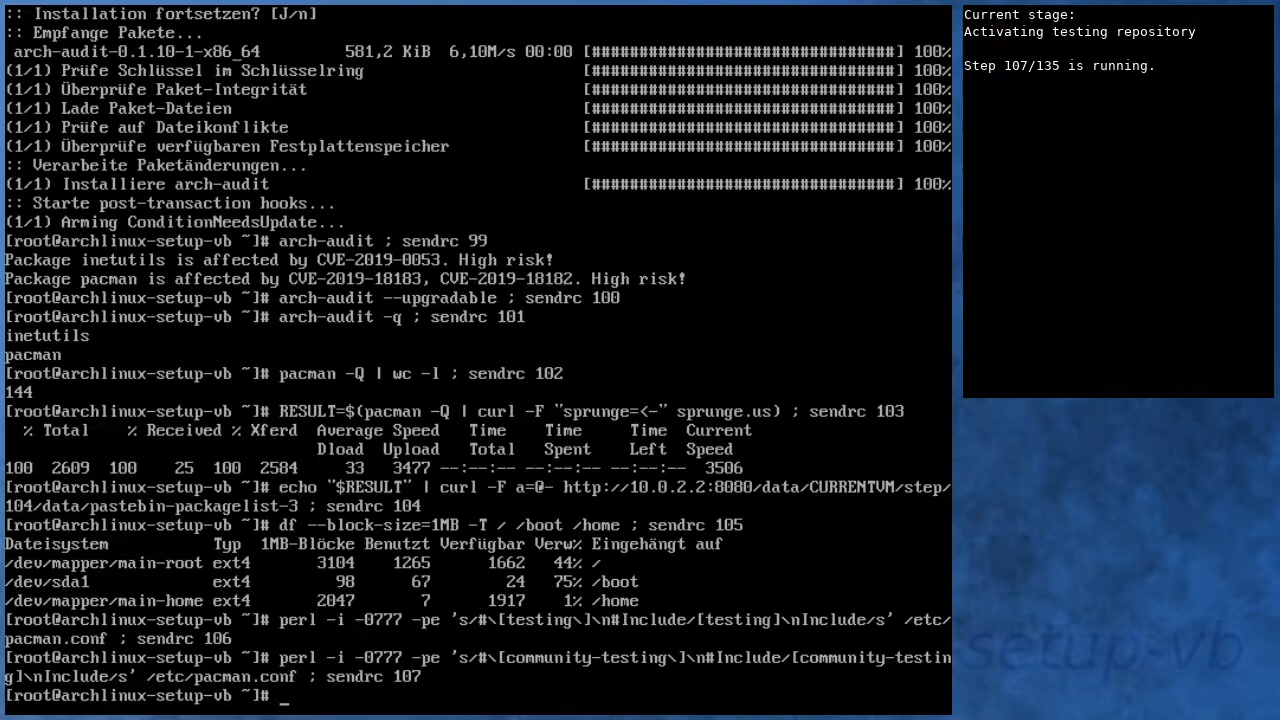 :: Installation fortsetzen? [J/n]
:: Empfange Pakete...
 arch-audit-0.1.10-1-x86_64         581,2 KiB  6,10M/s 00:00 [################################] 100%
(1/1) Prüfe Schlüssel im Schlüsselring                       [################################] 100%
(1/1) Überprüfe Paket-Integrität                             [################################] 100%
(1/1) Lade Paket-Dateien                                     [################################] 100%
(1/1) Prüfe auf Dateikonflikte                               [################################] 100%
(1/1) Überprüfe verfügbaren Festplattenspeicher              [################################] 100%
:: Verarbeite Paketänderungen...
(1/1) Installiere arch-audit                                 [################################] 100%
:: Starte post-transaction hooks...
(1/1) Arming ConditionNeedsUpdate...
[root@archlinux-setup-vb ~]# arch-audit ; sendrc 99
Package inetutils is affected by CVE-2019-0053. High risk!
Package pacman is affected by CVE-2019-18183, CVE-2019-18182. High risk!
[root@archlinux-setup-vb ~]# arch-audit --upgradable ; sendrc 100
[root@archlinux-setup-vb ~]# arch-audit -q ; sendrc 101
inetutils
pacman
[root@archlinux-setup-vb ~]# pacman -Q | wc -l ; sendrc 102
144
[root@archlinux-setup-vb ~]# RESULT=$(pacman -Q | curl -F "sprunge=<-" sprunge.us) ; sendrc 103
  % Total    % Received % Xferd  Average Speed   Time    Time     Time  Current
                                 Dload  Upload   Total   Spent    Left  Speed
100  2609  100    25  100  2584     33   3477 --:--:-- --:--:-- --:--:--  3506
[root@archlinux-setup-vb ~]# echo "$RESULT" | curl -F a=@- http://10.0.2.2:8080/data/CURRENTVM/step/
104/data/pastebin-packagelist-3 ; sendrc 104
[root@archlinux-setup-vb ~]# df --block-size=1MB -T / /boot /home ; sendrc 105
Dateisystem           Typ  1MB-Blöcke Benutzt Verfügbar Verw% Eingehängt auf
/dev/mapper/main-root ext4       3104    1265      1662   44% /
/dev/sda1             ext4         98      67        24   75% /boot
/dev/mapper/main-home ext4       2047       7      1917    1% /home
[root@archlinux-setup-vb ~]# perl -i -0777 -pe 's/#\[testing\]\n#Include/[testing]\nInclude/s' /etc/
pacman.conf ; sendrc 106
[root@archlinux-setup-vb ~]# perl -i -0777 -pe 's/#\[community-testing\]\n#Include/[community-testin
g]\nInclude/s' /etc/pacman.conf ; sendrc 107
[root@archlinux-setup-vb ~]# _
Current stage:
Activating testing repository
Step 107/135 is running.
setup-vb